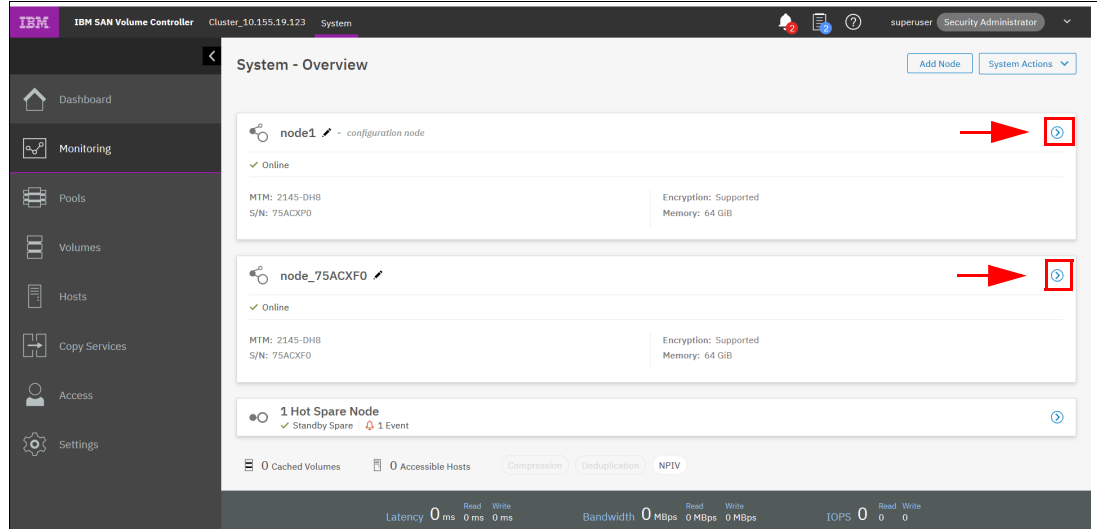 IBM IBM SAN Volume Controller Cluster_10.155.19.123 System 2 2 ? superuser Security Administrator
System - Overview Add Node System Actions
Dashboard
Monitoring
Pools
Volumes
Hosts
Copy Services
Access
Settings
node1 - configuration node
Online
MTM: 2145-DH8 Encryption: Supported
S/N: 75ACXP0 Memory: 64 GiB
node_75ACXF0
Online
MTM: 2145-DH8 Encryption: Supported
S/N: 75ACXF0 Memory: 64 GiB
1 Hot Spare Node
Standby Spare 1 Event
0 Cached Volumes 0 Accessible Hosts Compression Deduplication NPIV
Read Write Read Write Read Write
Latency 0 ms 0 ms 0 ms Bandwidth 0 MBps 0 MBps 0 MBps IOPS 0 0 0